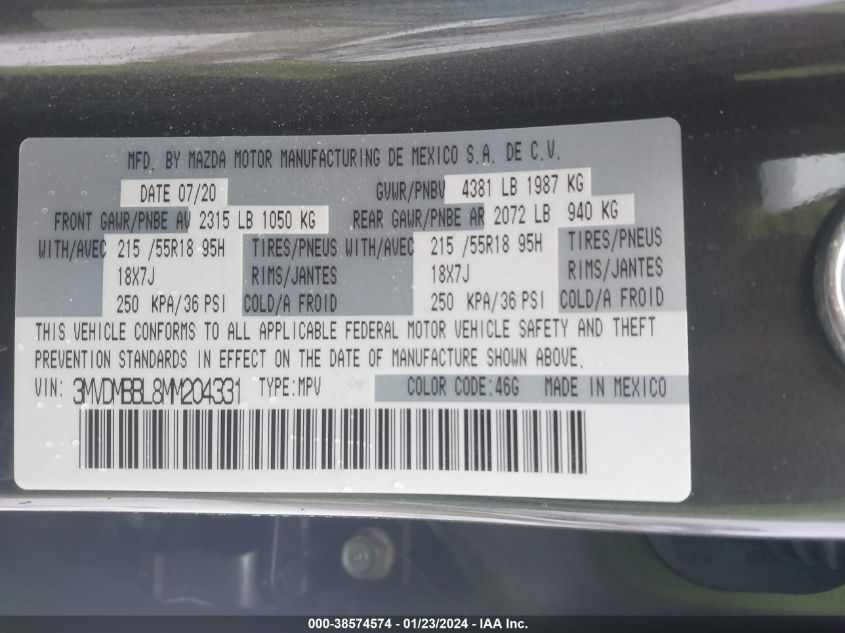 MFD. BY MAZDA MOTOR MANUFACTURING DE MEXICO S.A. DE C.V.
DATE 07/20 GVWR/PNBV 4381 LB 1987 KG
FRONT GAWR/PNBE AV 2315 LB 1050 KG REAR GAWR/PNBE AR 2072 LB 940 KG
WITH/AVEC 215 /55R18 95H TIRES/PNEUS WITH/AVEC 215 /55R18 95H TIRES/PNEUS
18X7J RIMS/JANTES 18X7J RIMS/JANTES
250 KPA/36 PSI COLD/A FROID 250 KPA/36 PSI COLD/A FROID
THIS VEHICLE CONFORMS TO ALL APPLICABLE FEDERAL MOTOR VEHICLE SAFETY AND THEFT
PREVENTION STANDARDS IN EFFECT ON THE DATE OF MANUFACTURE SHOWN ABOVE.
VIN: 3MVDMBBL8MM204331 TYPE:MPV COLOR CODE:46G MADE IN MEXICO
000-38574574 - 01/23/2024 - IAA Inc.